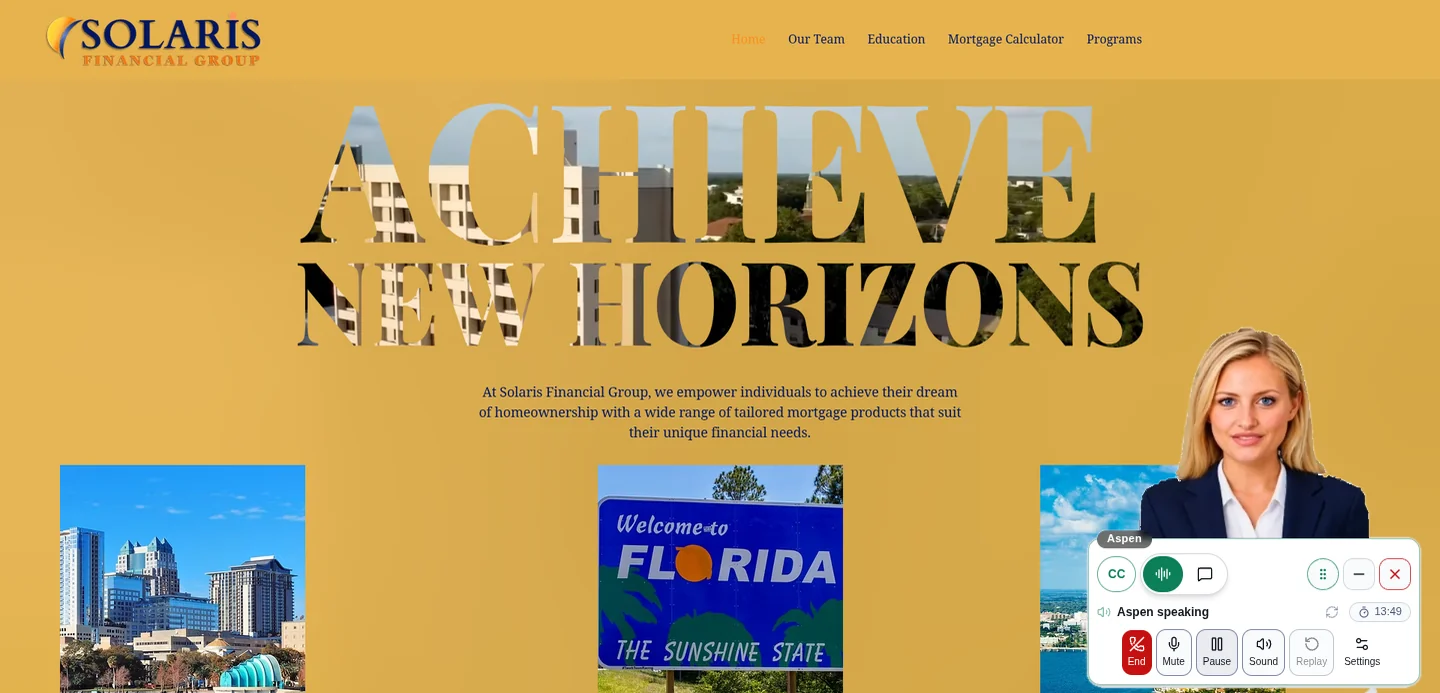 SOLARIS
FINANCIAL GROUP
Home
Our Team
Education
Mortgage Calculator
Programs
ACHIEVE
NEW HORIZONS
At Solaris Financial Group, we empower individuals to achieve their dream
of homeownership with a wide range of tailored mortgage products that suit
their unique financial needs.
Welcome to
FLORIDA
THE SUNSHINE STATE
Aspen
CC
Aspen speaking
13:49
End
Mute
Pause
Sound
Replay
Settings